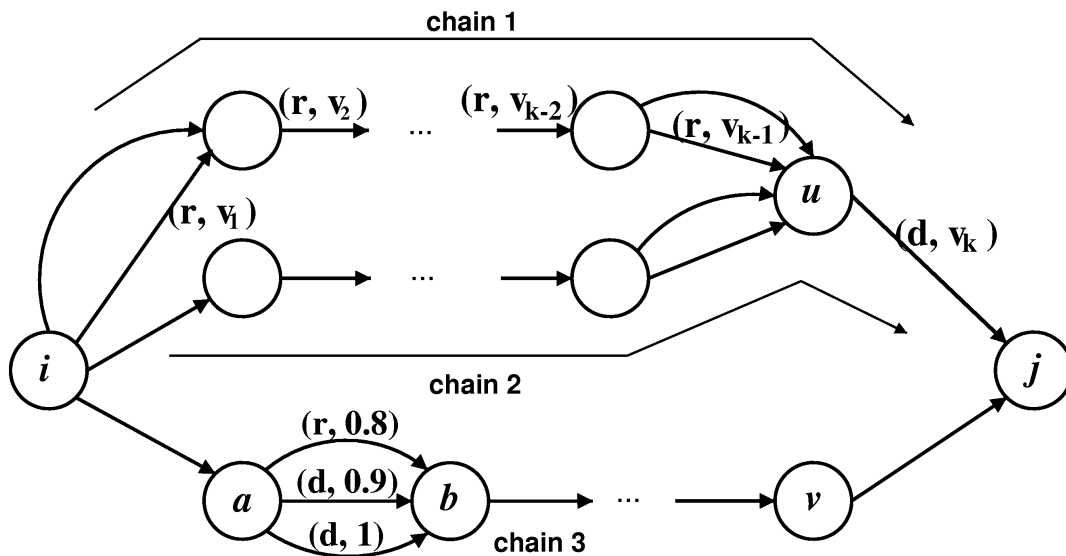 chain 1
(r, v2) ... (r, vk-2)
(r, vk-1)
u
(r, v1)
(d, vk )
... 
i
j
chain 2
(r, 0.8)
a (d, 0.9) b ... v
(d, 1)
chain 3